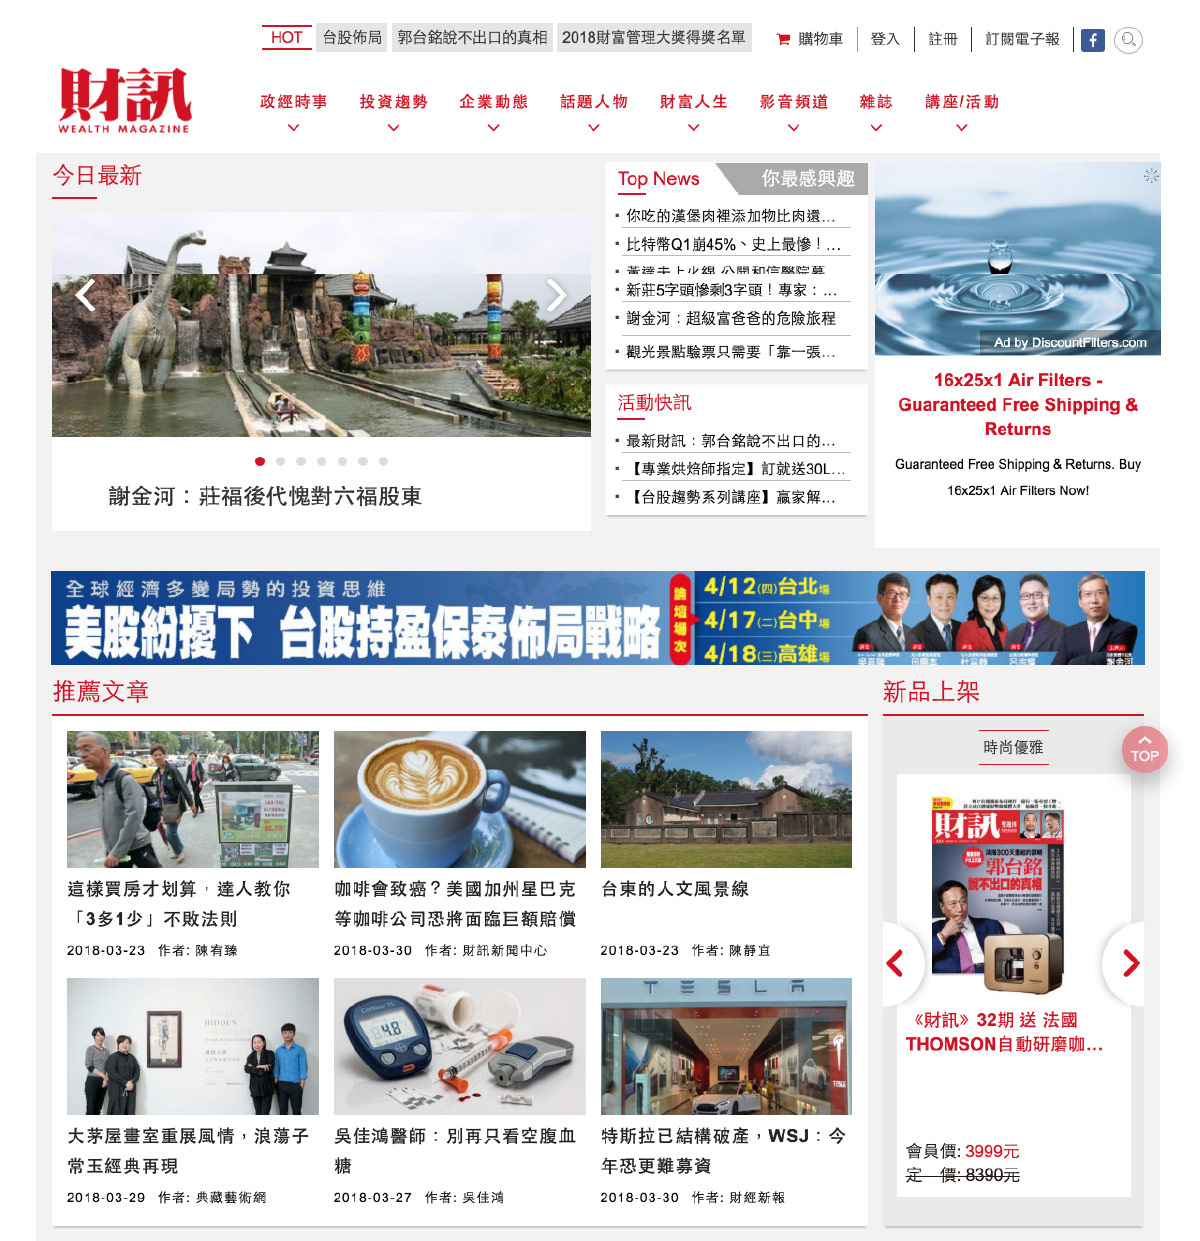 HOT 台股佈局 郭台銘說不出口的真相 2018財富管理大獎得獎名單 購物車 登入 註冊 訂閱電子報
財訊
WEALTH MAGAZINE
政經時事 投資趨勢 企業動態 話題人物 財富人生 影音頻道 雜誌 講座/活動
今日最新
謝金河：莊福後代愧對六福股東
Top News 你最感興趣
你吃的漢堡肉裡添加物比肉還...
比特幣Q1崩45%、史上最慘！...
新莊5字頭慘剩3字頭！專家：...
謝金河：超級富爸爸的危險旅程
觀光景點驗票只需要「靠一張...
活動快訊
最新財訊：郭台銘說不出口的...
【專業烘焙師指定】訂就送30L...
【台股趨勢系列講座】贏家解...
Ad by DiscountFilters.com
16x25x1 Air Filters -
Guaranteed Free Shipping &
Returns
Guaranteed Free Shipping & Returns. Buy
16x25x1 Air Filters Now!
全球經濟多變局勢的投資思維
美股紛擾下 台股持盈保泰佈局戰略
論壇場次
4/12(四)台北場
4/17(二)台中場
4/18(三)高雄場
推薦文章
這樣買房才划算，達人教你
「3多1少」不敗法則
2018-03-23 作者: 陳有臻
咖啡會致癌？美國加州星巴克
等咖啡公司恐將面臨巨額賠償
2018-03-30 作者: 財訊新聞中心
台東的人文風景線
2018-03-23 作者: 陳靜宜
HIDDEN
4.8
TESLA
大茅屋畫室重展風情，浪蕩子
常玉經典再現
2018-03-29 作者: 典藏藝術網
吳佳鴻醫師：別再只看空腹血
糖
2018-03-27 作者: 吳佳鴻
特斯拉已結構破產，WSJ：今
年恐更難募資
2018-03-30 作者: 財經新報
新品上架
TOP
時尚優雅
財訊
郭台銘
說不出口的真相
《財訊》32期 送 法國
THOMSON自動研磨咖...
會員價: 3999元
定 價: 8390元